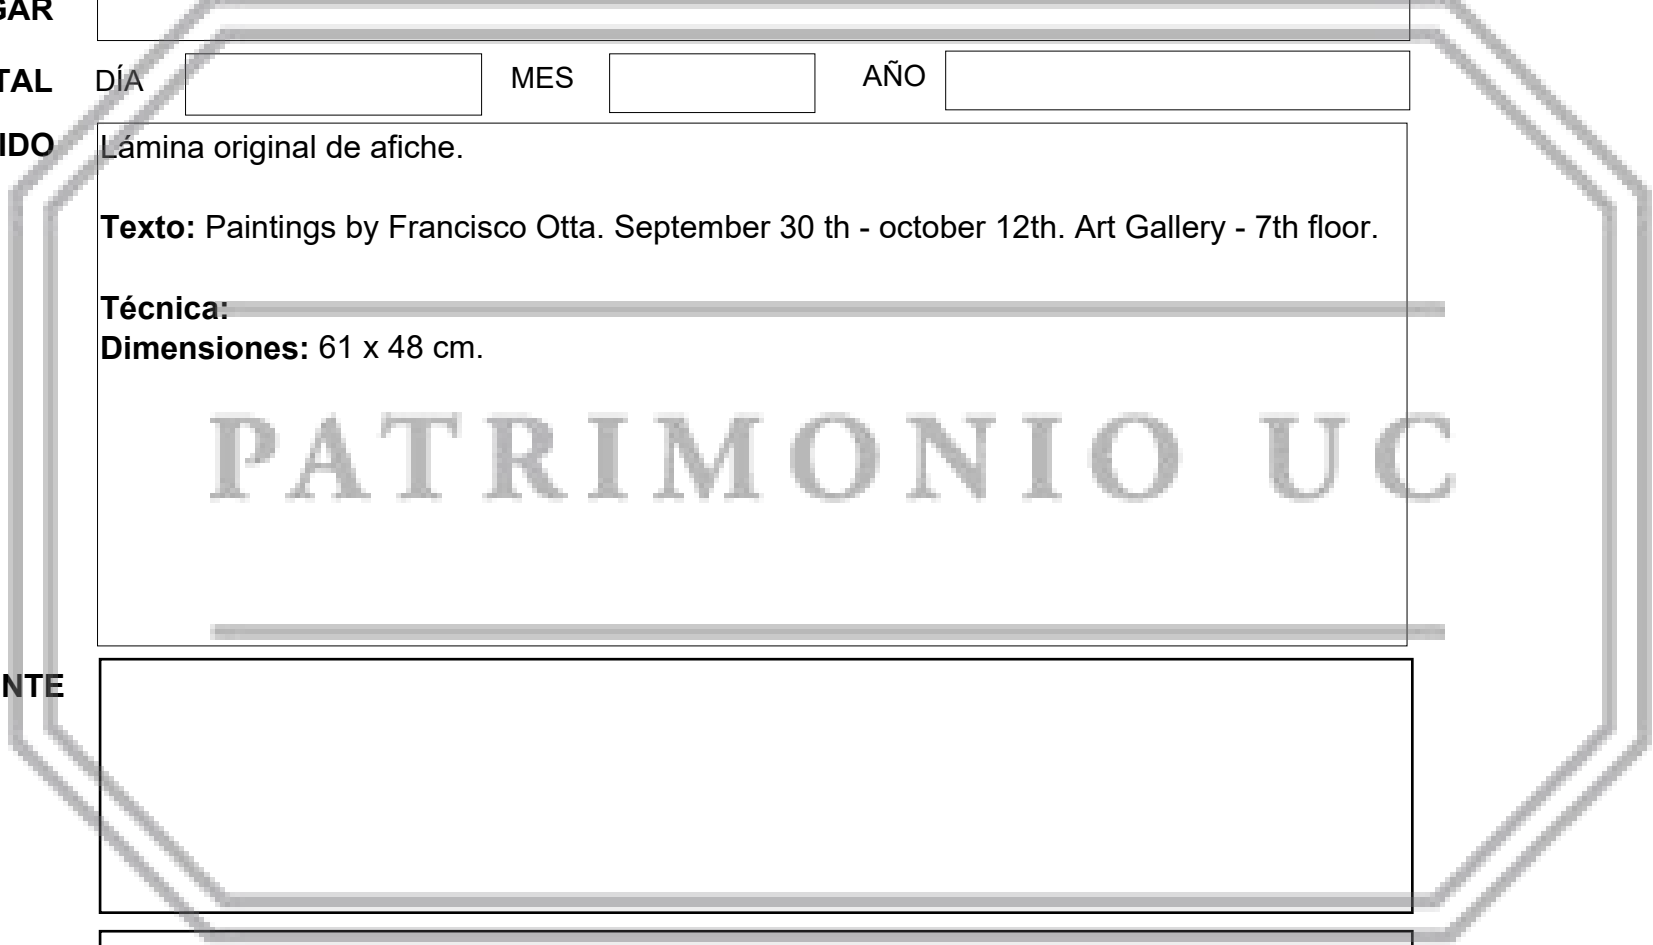 GAR
TAL DÍA MES AÑO
IDO Lámina original de afiche.
Texto: Paintings by Francisco Otta. September 30 th - october 12th. Art Gallery - 7th floor.
Técnica:
Dimensiones: 61 x 48 cm.
PATRIMONIO UC
NTE